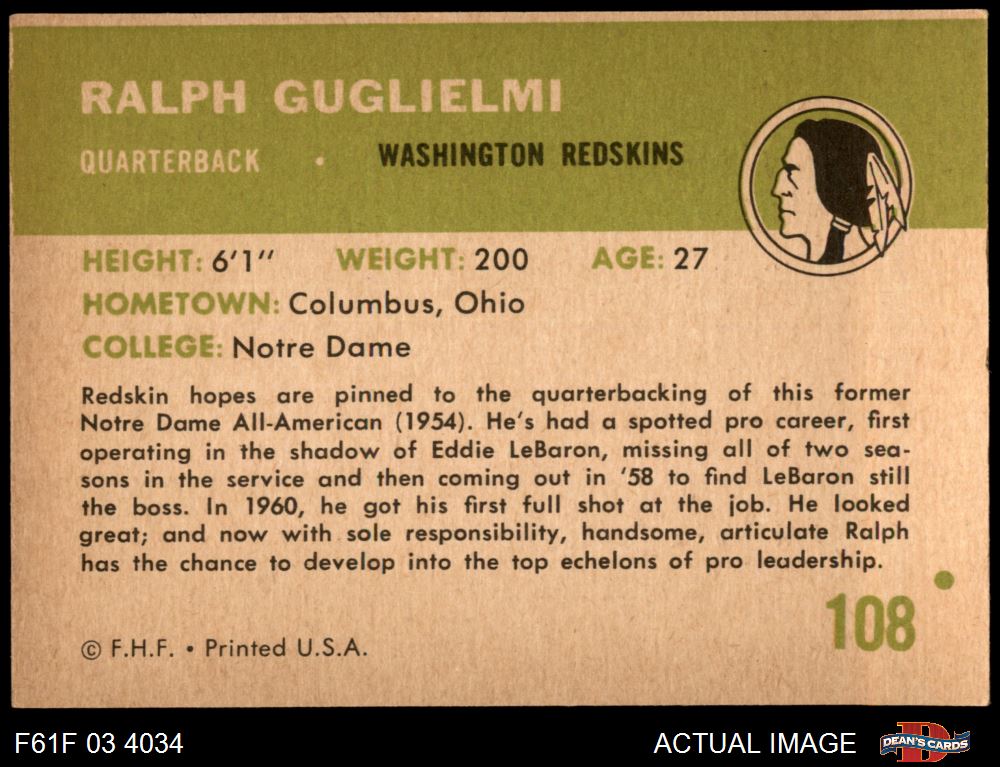 RALPH GUGLIELMI
QUARTERBACK • WASHINGTON REDSKINS
HEIGHT: 6'1" WEIGHT: 200 AGE: 27
HOMETOWN: Columbus, Ohio
COLLEGE: Notre Dame
Redskin hopes are pinned to the quarterbacking of this former
Notre Dame All-American (1954). He's had a spotted pro career, first
operating in the shadow of Eddie LeBaron, missing all of two sea-
sons in the service and then coming out in '58 to find LeBaron still
the boss. In 1960, he got his first full shot at the job. He looked
great; and now with sole responsibility, handsome, articulate Ralph
has the chance to develop into the top echelons of pro leadership.
108
© F.H.F. • Printed U.S.A.
F61F 03 4034 ACTUAL IMAGE D DEAN'S CARDS